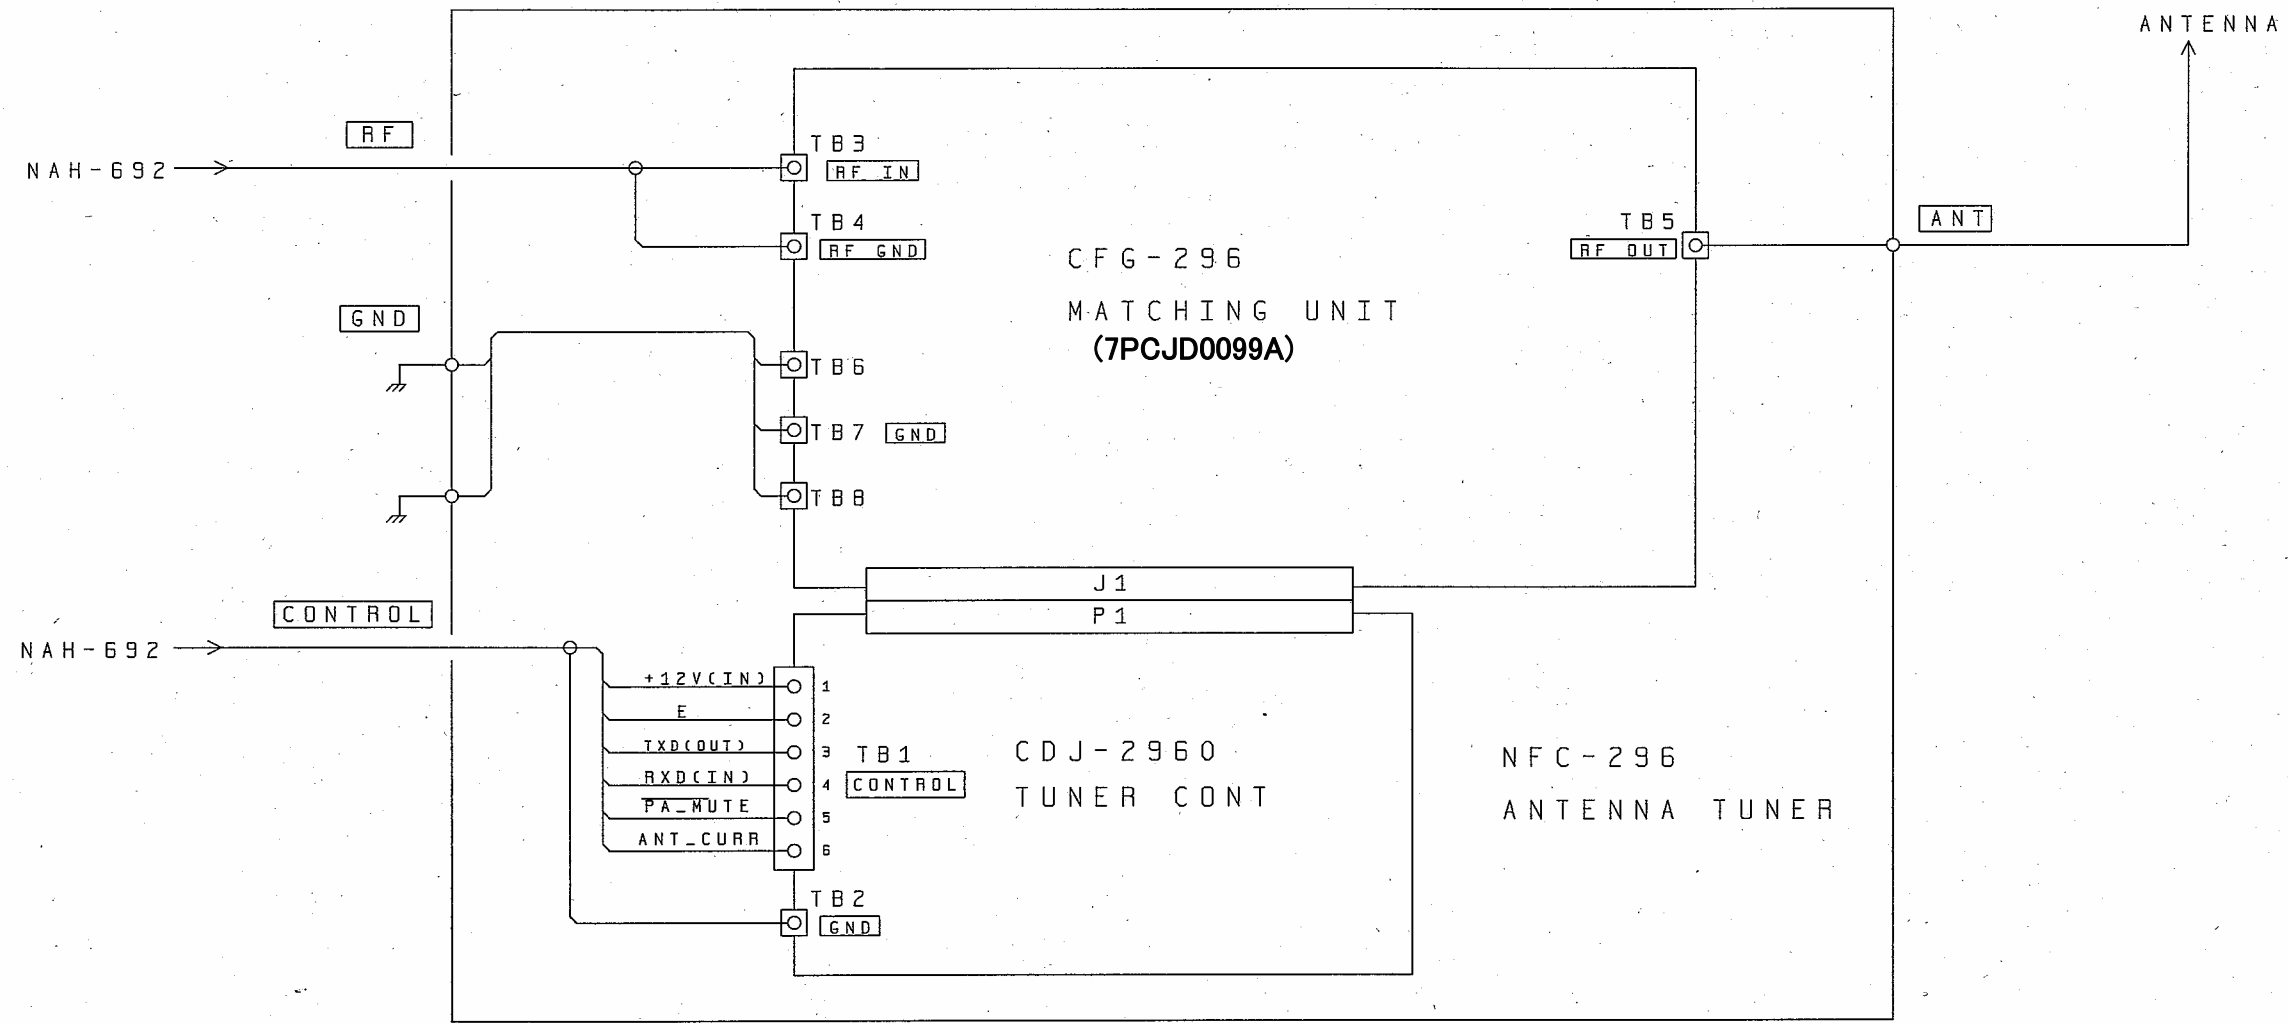 ANTENNA
RF
NAH-692
TB3
RF IN
TB4
RF GND
TB5
RF OUT
ANT
CFG-296
MATCHING UNIT
(7PCJD0099A)
GND
TB6
TB7 GND
TB8
J1
P1
CONTROL
NAH-692
+12V(IN) 1
E 2
TXD(OUT) 3
RXD(IN) 4
PA_MUTE 5
ANT_CURR 6
TB1
CONTROL
CDJ-2960
TUNER CONT
NFC-296
ANTENNA TUNER
TB2
GND